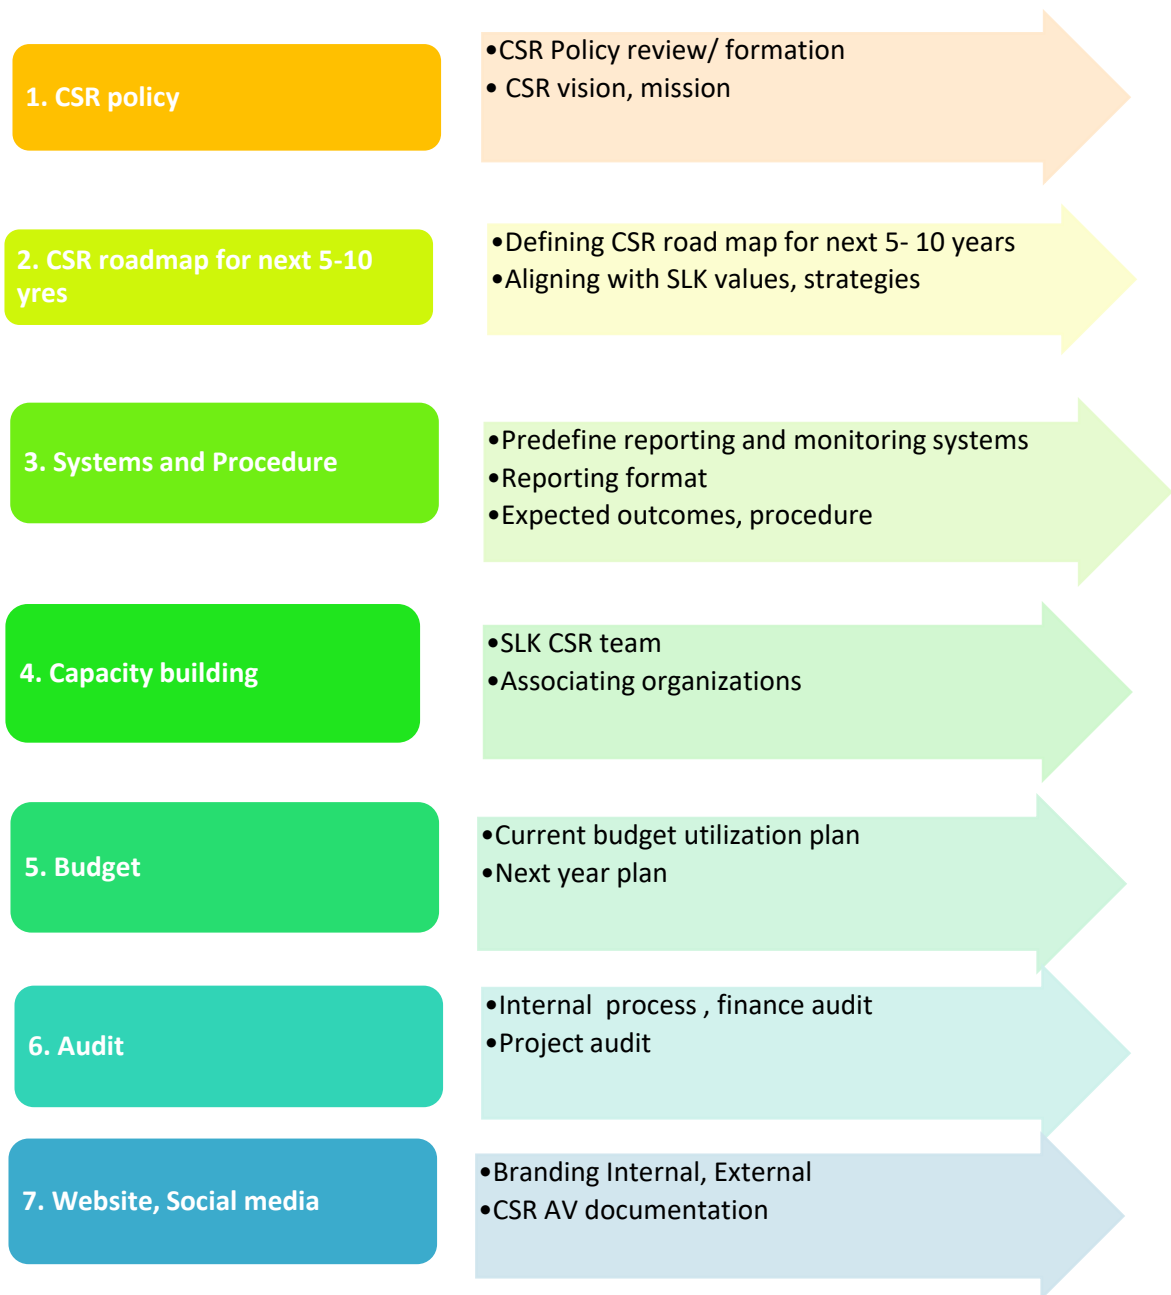 1. CSR policy
•CSR Policy review/ formation
• CSR vision, mission
2. CSR roadmap for next 5-10
yres
•Defining CSR road map for next 5- 10 years
•Aligning with SLK values, strategies
3. Systems and Procedure
•Predefine reporting and monitoring systems
•Reporting format
•Expected outcomes, procedure
4. Capacity building
•SLK CSR team
•Associating organizations
5. Budget
•Current budget utilization plan
•Next year plan
6. Audit
•Internal  process , finance audit
•Project audit
7. Website, Social media
•Branding Internal, External
•CSR AV documentation